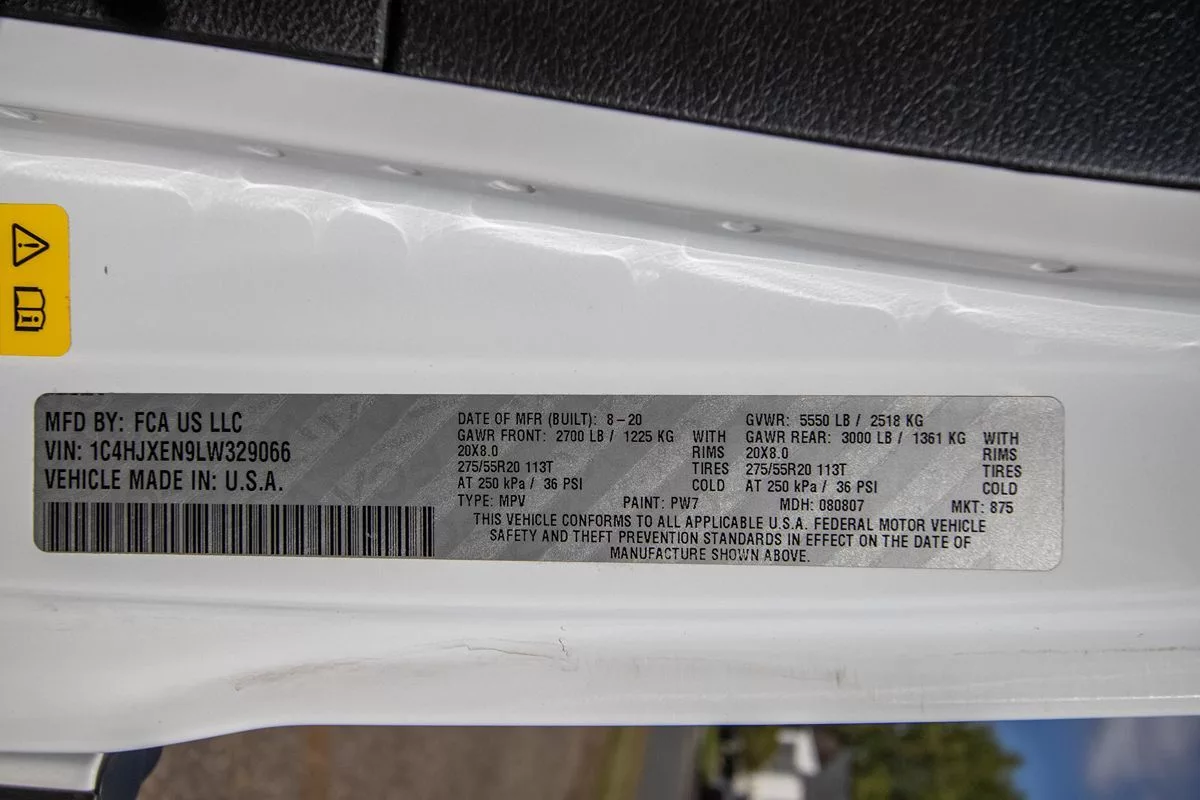 MFD BY: FCA US LLC
VIN: 1C4HJXEN9LW329066
VEHICLE MADE IN: U.S.A.
DATE OF MFR (BUILT): 8-20 GVWR: 5550 LB / 2518 KG
GAWR FRONT: 2700 LB / 1225 KG WITH GAWR REAR: 3000 LB / 1361 KG WITH
20X8.0 RIMS 20X8.0 RIMS
275/55R20 113T TIRES 275/55R20 113T TIRES
AT 250 kPa / 36 PSI COLD AT 250 kPa / 36 PSI COLD
TYPE: MPV PAINT: PW7 MDH: 080807 MKT: 875
THIS VEHICLE CONFORMS TO ALL APPLICABLE U.S.A. FEDERAL MOTOR VEHICLE
SAFETY AND THEFT PREVENTION STANDARDS IN EFFECT ON THE DATE OF
MANUFACTURE SHOWN ABOVE.